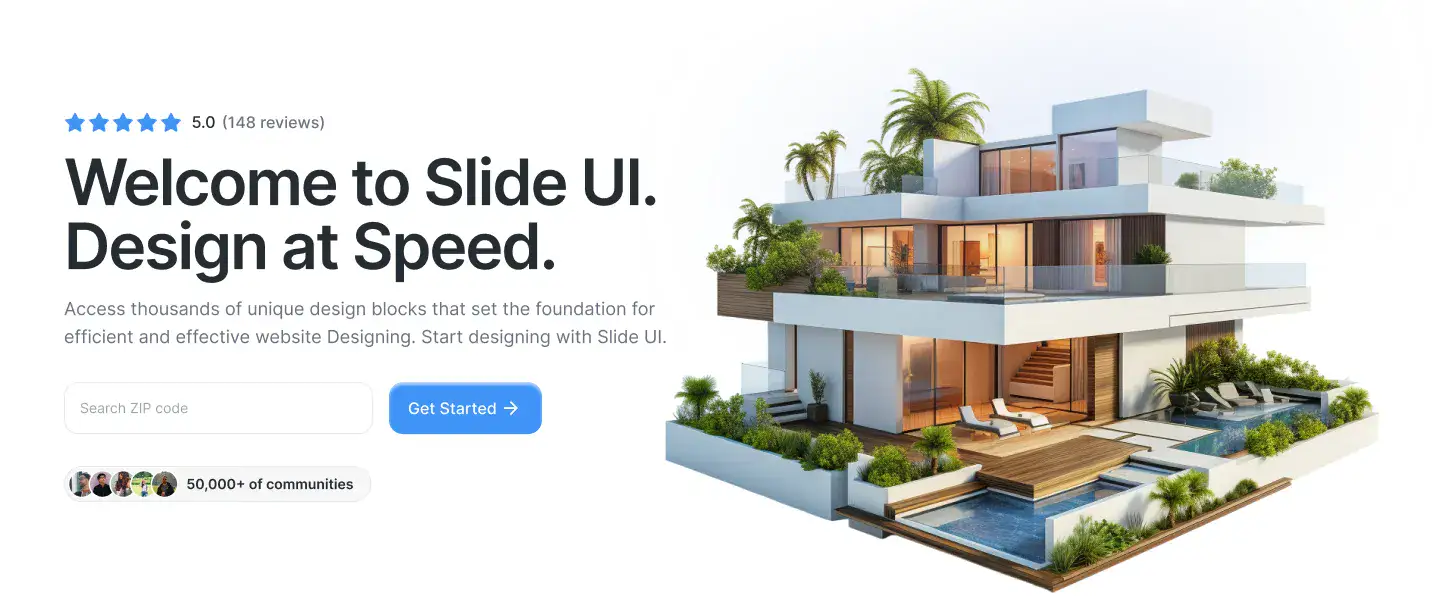 5.0 (148 reviews)
Welcome to Slide UI.
Design at Speed.
Access thousands of unique design blocks that set the foundation for
efficient and effective website Designing. Start designing with Slide UI.
Search ZIP code
Get Started →
50,000+ of communities